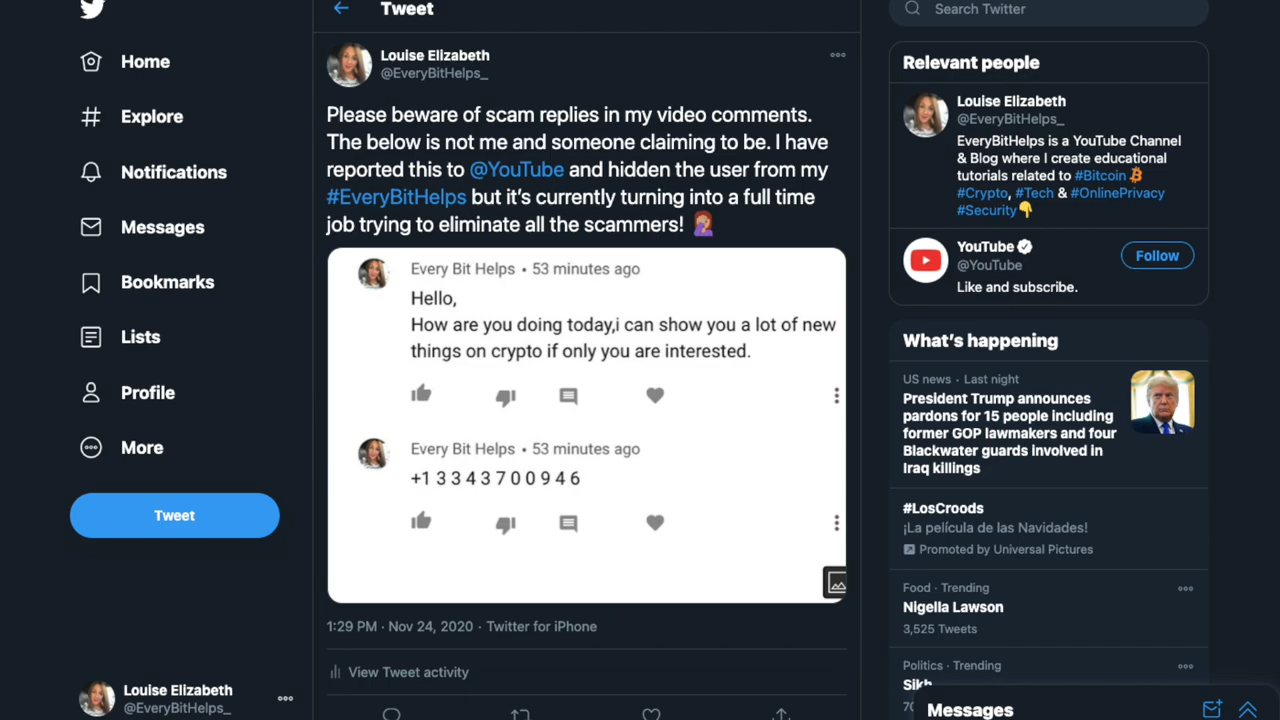 Home
Explore
Notifications
Messages
Bookmarks
Lists
Profile
More
Tweet
Louise Elizabeth
@EveryBitHelps_
Tweet
Louise Elizabeth
@EveryBitHelps_
Please beware of scam replies in my video comments.
The below is not me and someone claiming to be. I have
reported this to @YouTube and hidden the user from my
#EveryBitHelps but it's currently turning into a full time
job trying to eliminate all the scammers!
Every Bit Helps • 53 minutes ago
Hello,
How are you doing today,i can show you a lot of new
things on crypto if only you are interested.
Every Bit Helps • 53 minutes ago
+1 3 3 4 3 7 0 0 9 4 6
1:29 PM · Nov 24, 2020 · Twitter for iPhone
View Tweet activity
Search Twitter
Relevant people
Louise Elizabeth
@EveryBitHelps_
EveryBitHelps is a YouTube Channel
& Blog where I create educational
tutorials related to #Bitcoin
#Crypto, #Tech & #OnlinePrivacy
#Security
YouTube
@YouTube
Follow
Like and subscribe.
What's happening
US news · Last night
President Trump announces
pardons for 15 people including
former GOP lawmakers and four
Blackwater guards involved in
Iraq killings
#LosCroods
¡La película de las Navidades!
Promoted by Universal Pictures
Food · Trending
Nigella Lawson
3,525 Tweets
Politics · Trending
Sikh
Messages